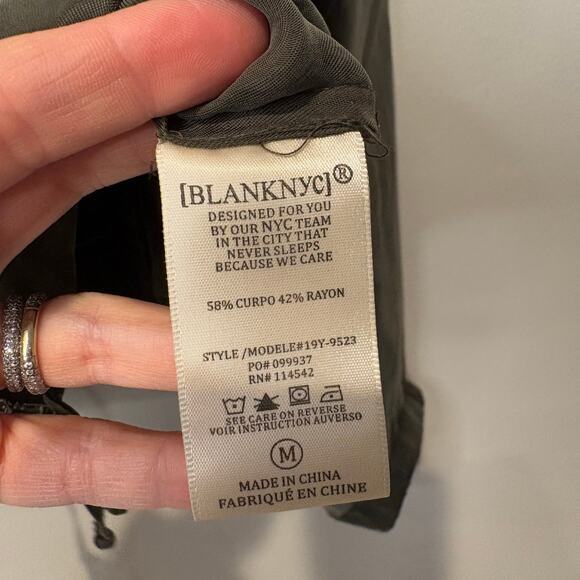 [BLANKNYC]®
DESIGNED FOR YOU
BY OUR NYC TEAM
IN THE CITY THAT
NEVER SLEEPS
BECAUSE WE CARE
58% CURPO 42% RAYON
STYLE /MODELE#19Y-9523
PO# 099937
RN# 114542
SEE CARE ON REVERSE
VOIR INSTRUCTION AUVERSO
M
MADE IN CHINA
FABRIQUÉ EN CHINE